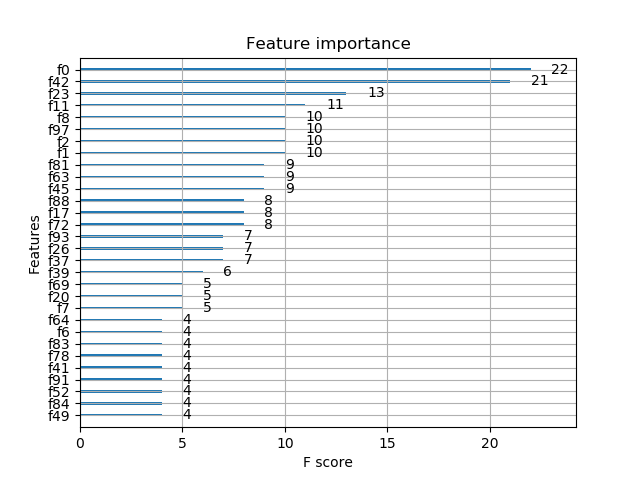 Feature importance
Features
f0 22
f42 21
f23 13
f11 11
f8 10
f97 10
f2 10
f1 10
f81 9
f63 9
f45 9
f88 8
f17 8
f72 8
f93 7
f26 7
f37 7
f39 6
f69 5
f20 5
f7 5
f64 4
f6 4
f83 4
f78 4
f41 4
f91 4
f52 4
f84 4
f49 4
0 5 10 15 20
F score